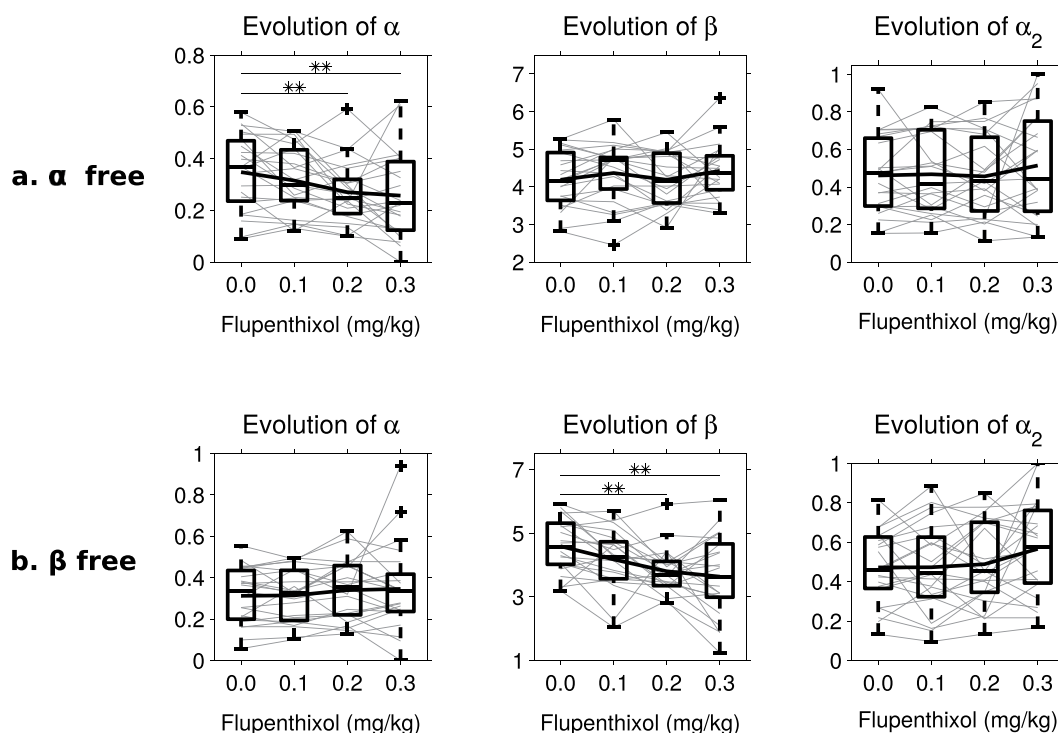 Evolution of α
Evolution of β
Evolution of α2
a. α free
0.8
0.6
0.4
0.2
0
**
**
0.0 0.1 0.2 0.3
Flupenthixol (mg/kg)
7
6
5
4
3
2
0.0 0.1 0.2 0.3
Flupenthixol (mg/kg)
1
0.8
0.6
0.4
0.2
0
0.0 0.1 0.2 0.3
Flupenthixol (mg/kg)
Evolution of α
Evolution of β
Evolution of α2
b. β free
1
0.8
0.6
0.4
0.2
0
0.0 0.1 0.2 0.3
Flupenthixol (mg/kg)
7
5
3
1
**
**
0.0 0.1 0.2 0.3
Flupenthixol (mg/kg)
1
0.8
0.6
0.4
0.2
0
0.0 0.1 0.2 0.3
Flupenthixol (mg/kg)